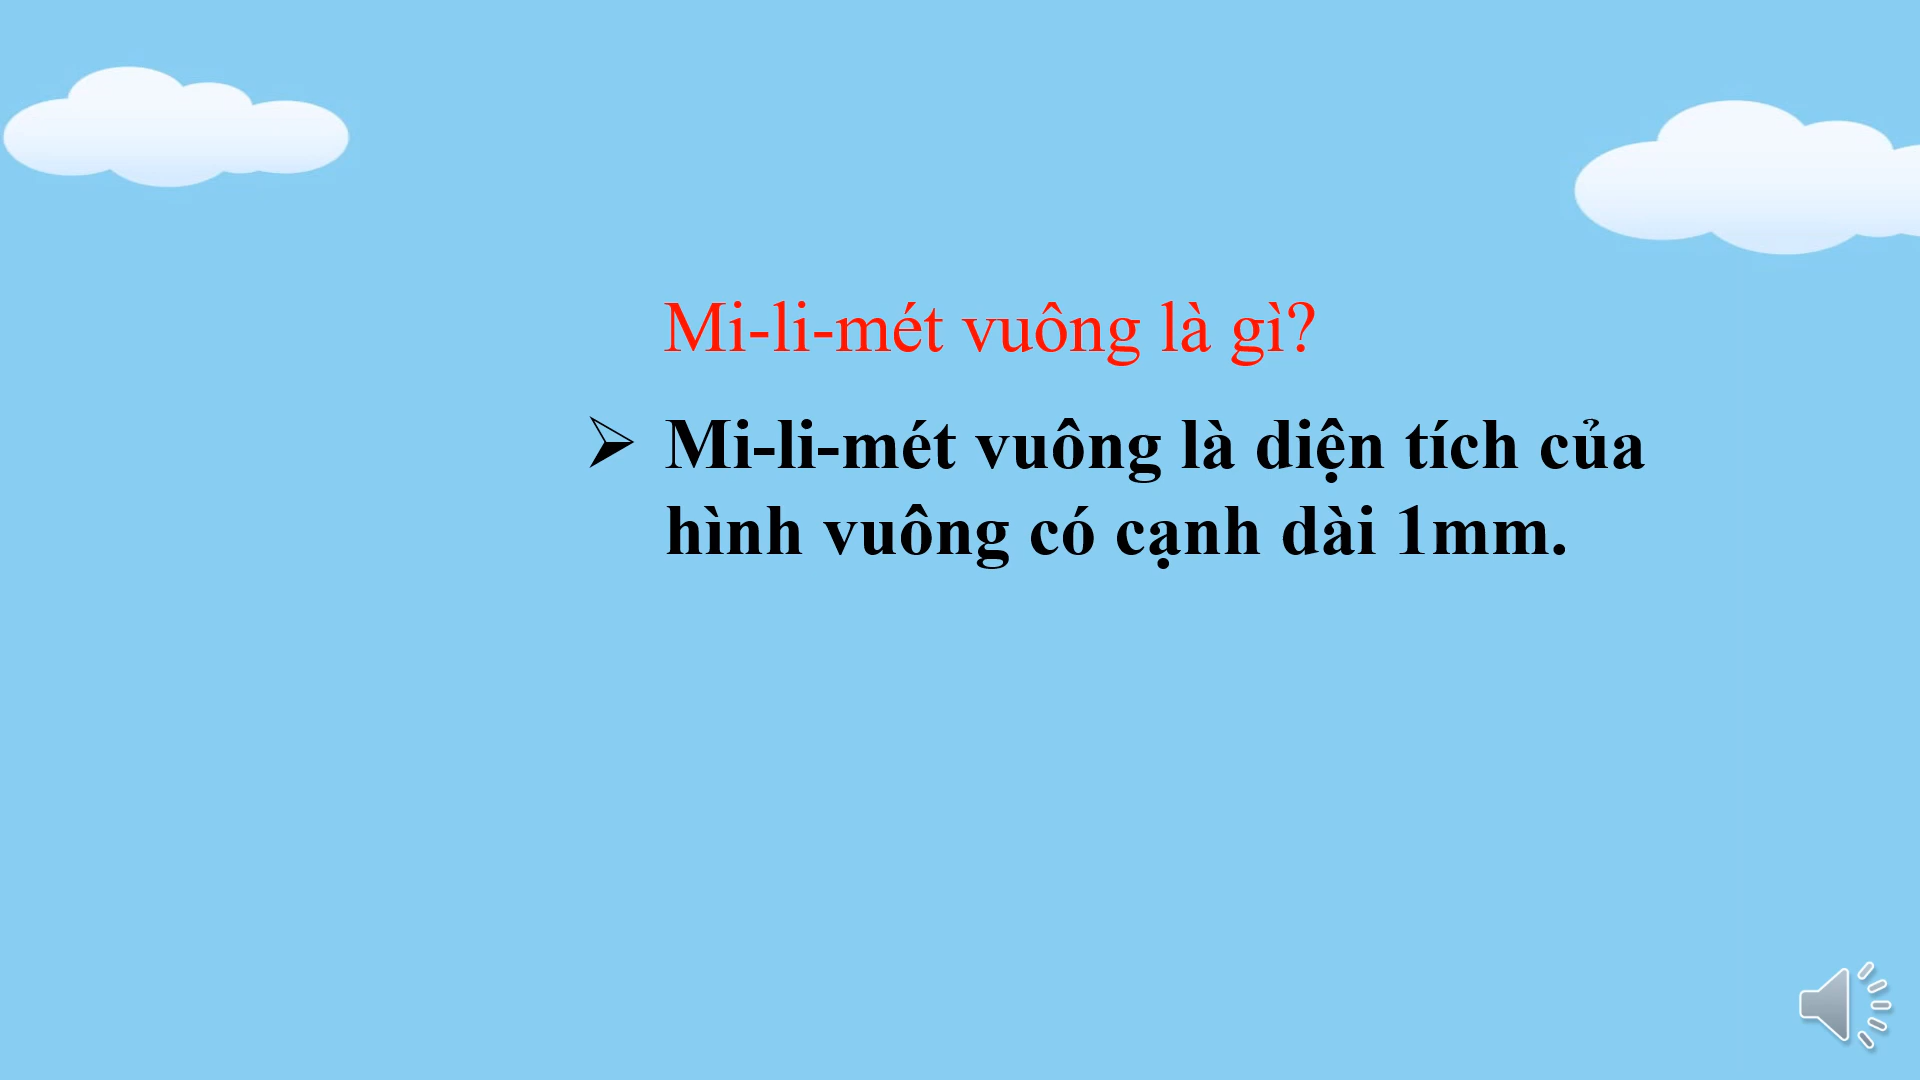 Mi-li-mét vuông là gì?
➢ Mi-li-mét vuông là diện tích của
hình vuông có cạnh dài 1mm.